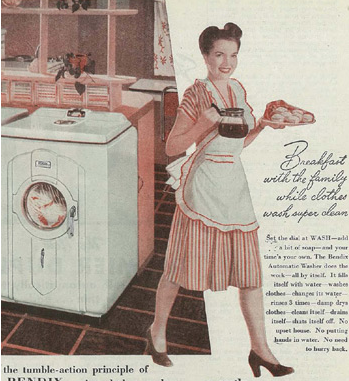 Breakfast
with the family
while clothes
wash super clean
Set the dial at WASH—add
a bit of soap—and your
time's your own. The Bendix
Automatic Washer does the
work—all by itself. It fills
itself with water—washes
clothes—changes its water—
rinses 3 times—damp drys
clothes—cleans itself—drains
itself—shuts itself off. No
upset house. No putting
hands in water. No need
to hurry back.
the tumble-action principle of
BENDIX